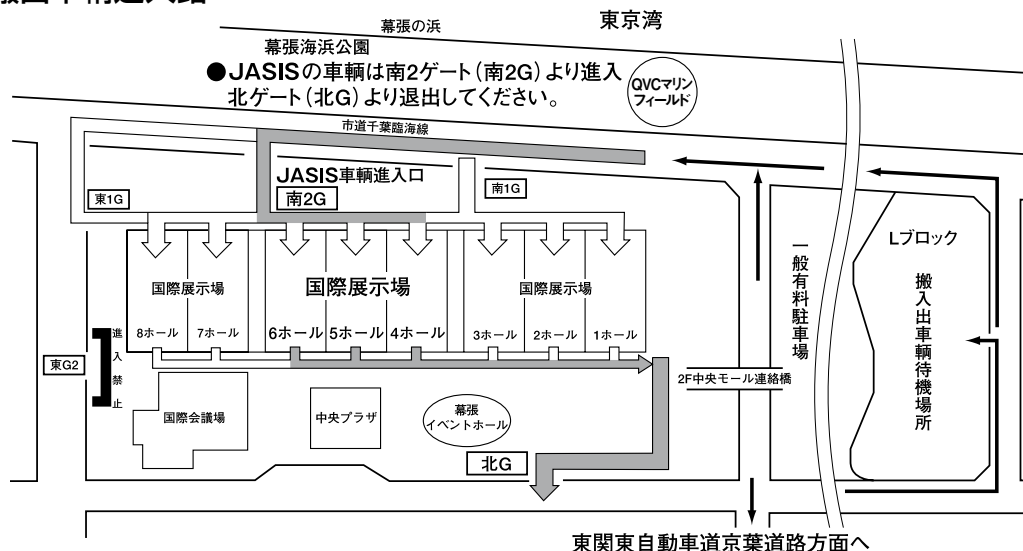 東京湾
幕張の浜
幕張海浜公園
●JASISの車輌は南2ゲート（南2G）より進入
北ゲート（北G）より退出してください。
QVCマリン
フィールド
市道千葉臨海線
JASIS車輌進入口
東1G
南2G
南1G
国際展示場
国際展示場
国際展示場
8ホール
7ホール
6ホール
5ホール
4ホール
3ホール
2ホール
1ホール
一般有料駐車場
Lブロック
搬入出車輌待機場所
東G2
進入禁止
2F中央モール連絡橋
国際会議場
中央プラザ
幕張
イベントホール
北G
東関東自動車道京葉道路方面へ